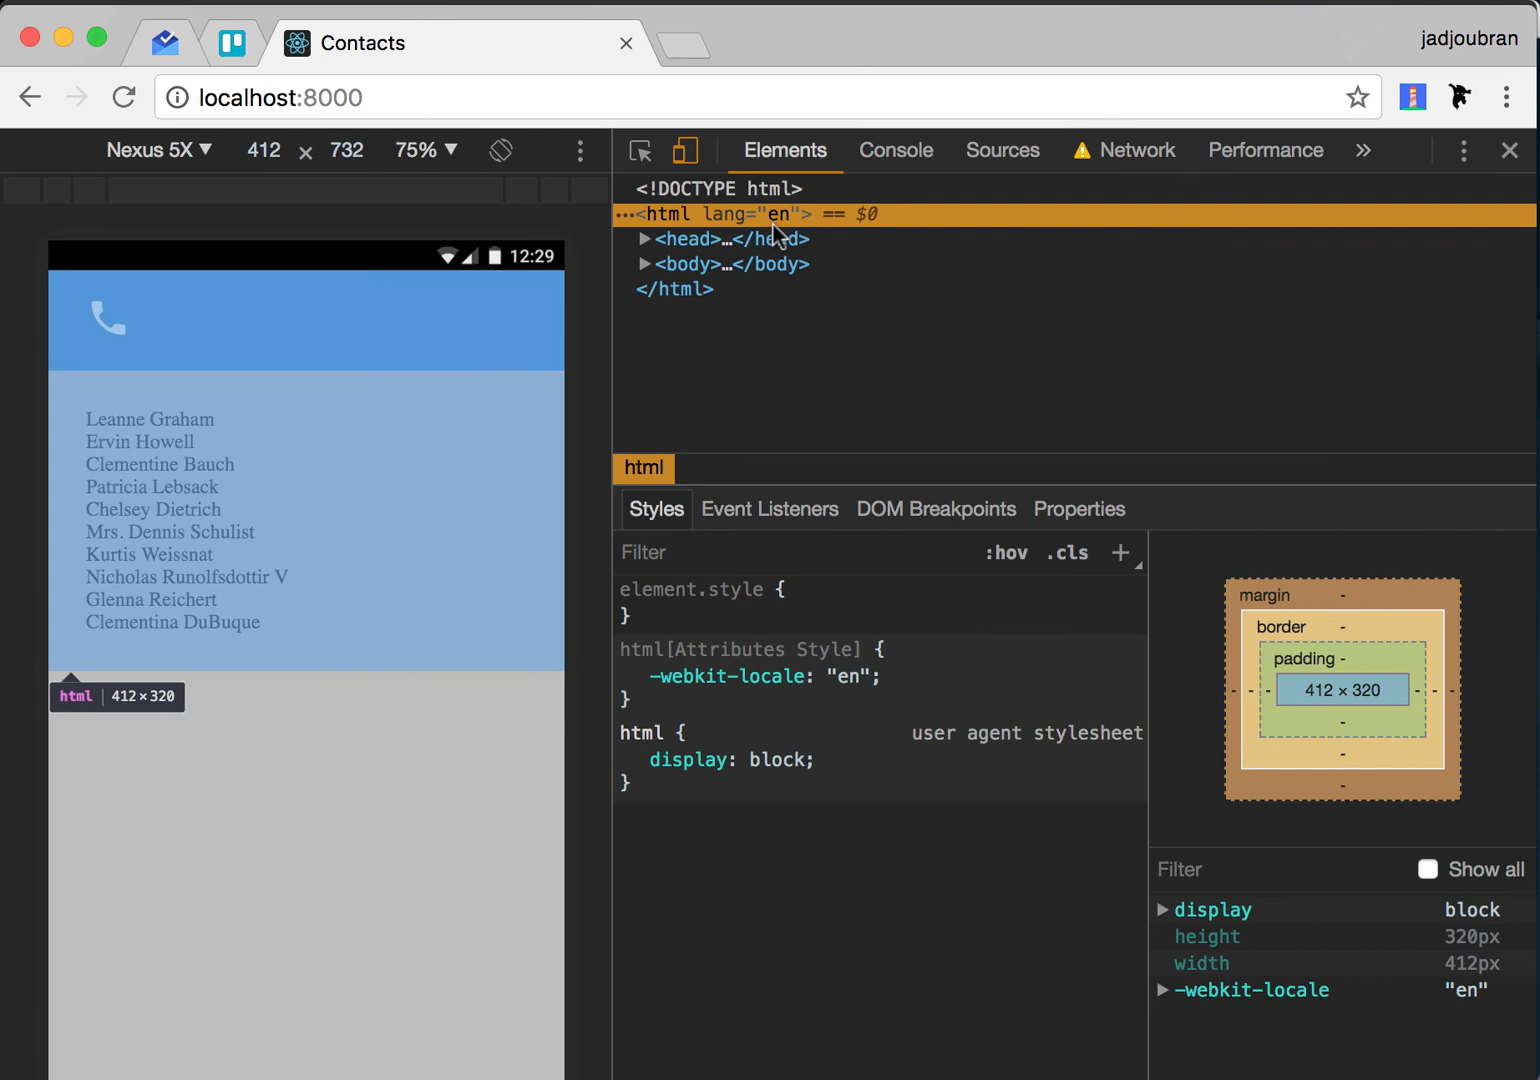 Contacts
jadjoubran
localhost:8000
Nexus 5X ▼ 412 × 732 75% ▼
Elements Console Sources Network Performance »
<!DOCTYPE html>
…<html lang="en"> == $0
▶<head>…</head>
▶<body>…</body>
</html>
12:29
Leanne Graham
Ervin Howell
Clementine Bauch
Patricia Lebsack
Chelsey Dietrich
Mrs. Dennis Schulist
Kurtis Weissnat
Nicholas Runolfsdottir V
Glenna Reichert
Clementina DuBuque
html | 412 × 320
html
Styles Event Listeners DOM Breakpoints Properties
Filter :hov .cls +
element.style {
}
html[Attributes Style] {
-webkit-locale: "en";
}
html { user agent stylesheet
display: block;
}
margin -
border -
padding -
- - - 412 × 320 - - -
-
-
-
Filter Show all
▶ display block
height 320px
width 412px
▶ -webkit-locale "en"